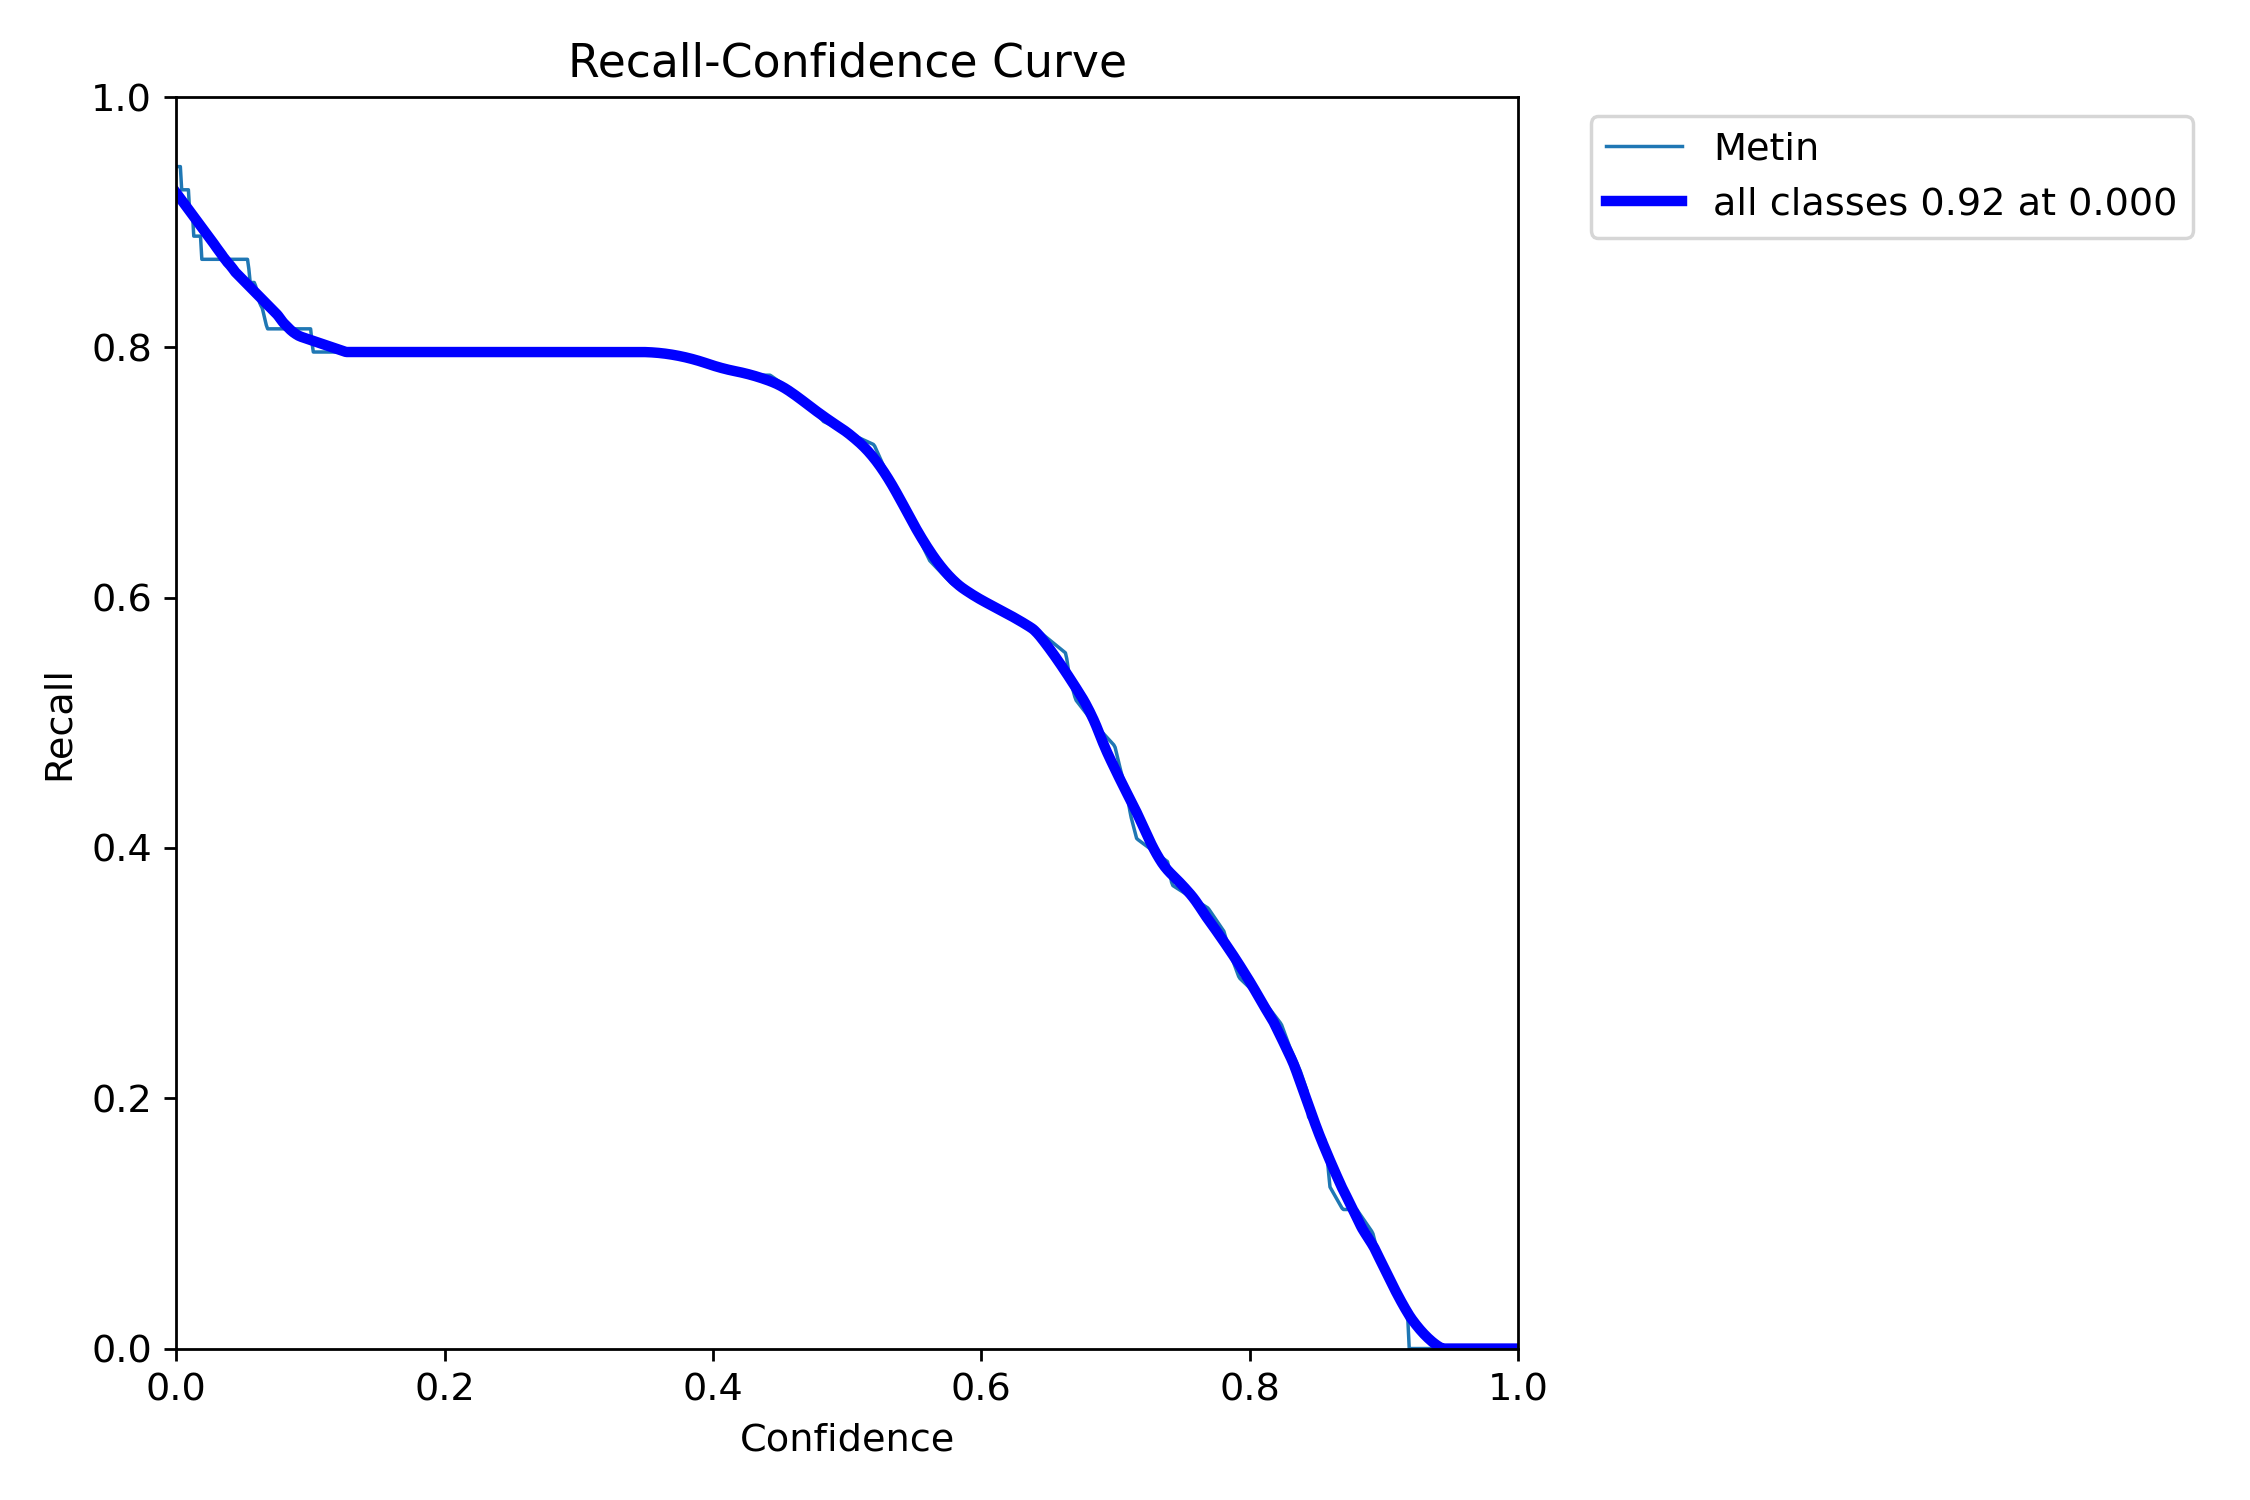 Recall-Confidence Curve
1.0
0.8
0.6
0.4
0.2
0.0
Recall
0.0 0.2 0.4 0.6 0.8 1.0
Confidence
Metin
all classes 0.92 at 0.000